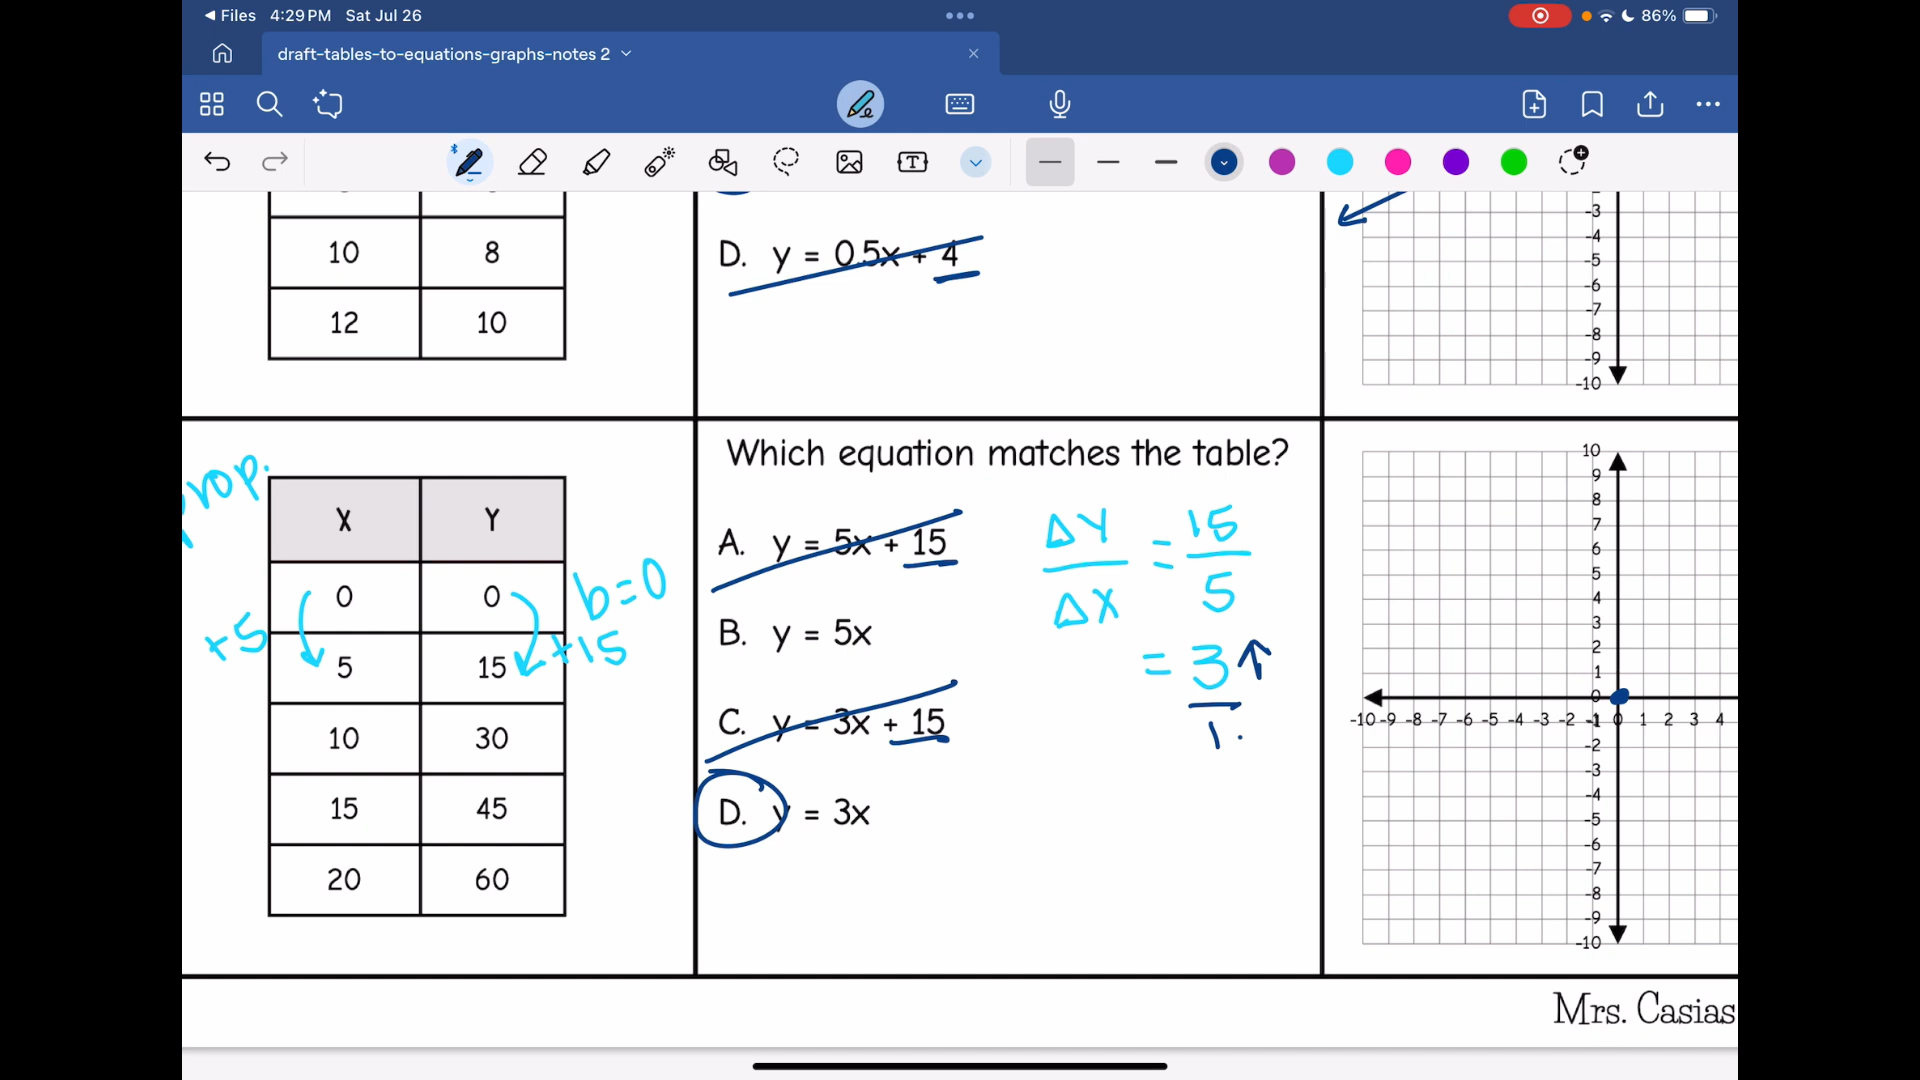 Files 4:29 PM Sat Jul 26
86%
draft-tables-to-equations-graphs-notes 2
10 8
12 10
D. y = 0.5x + 4
-3
-4
-5
-6
-7
-8
-9
-10
prop.
X Y
0 0
5 15
10 30
15 45
20 60
+5
b=0
+15
Which equation matches the table?
A. y = 5x + 15
B. y = 5x
C. y = 3x + 15
D. y = 3x
ΔY = 15
ΔX 5
= 3
1
10
9
8
7
6
5
4
3
2
1
0
-10 -9 -8 -7 -6 -5 -4 -3 -2 -1 0 1 2 3 4
-1
-2
-3
-4
-5
-6
-7
-8
-9
-10
Mrs. Casias